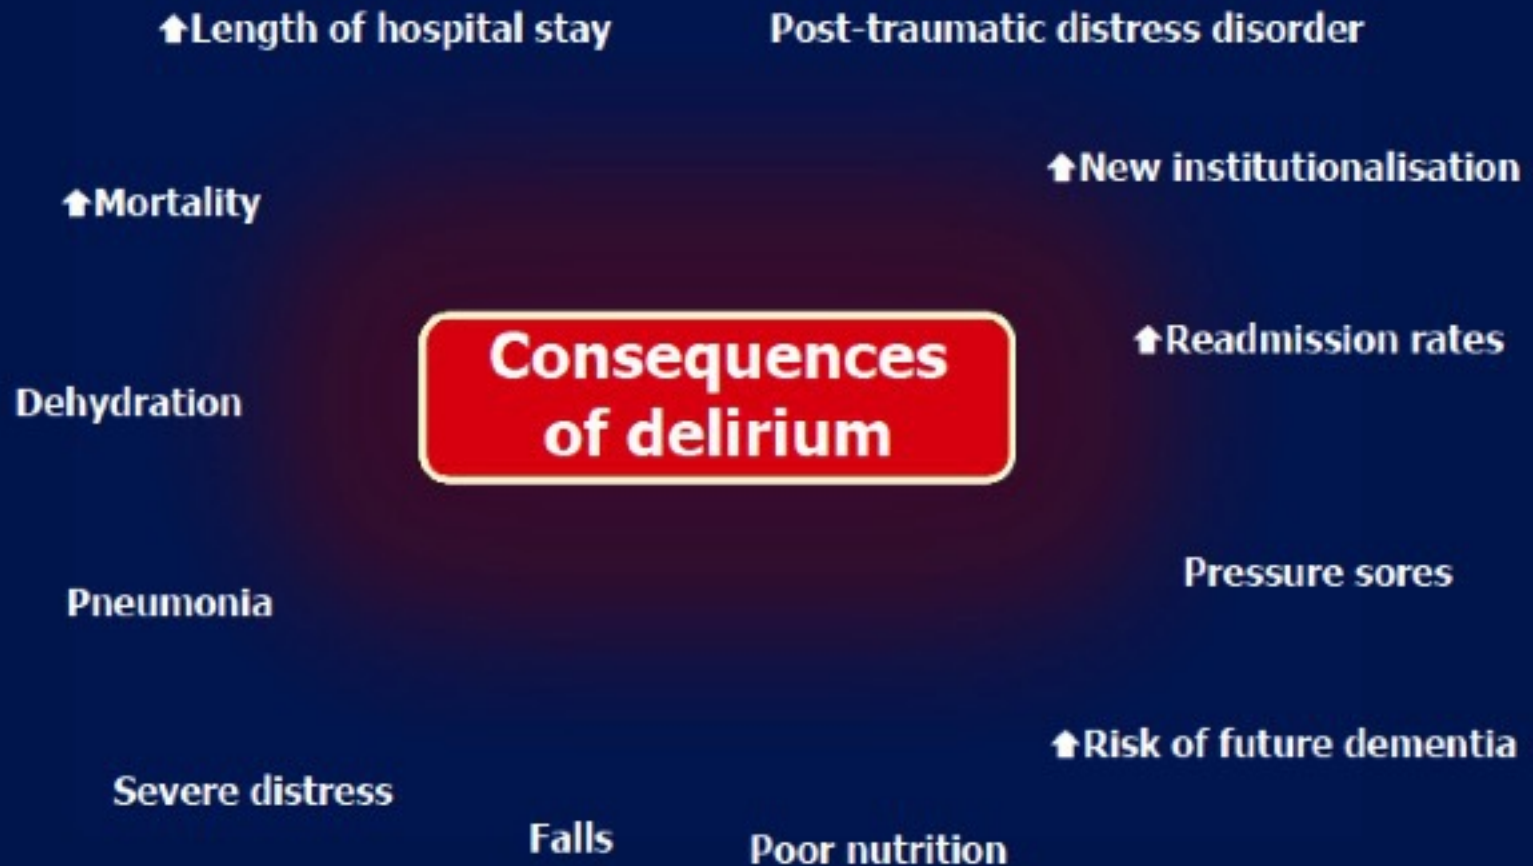 ⬆Length of hospital stay
Post-traumatic distress disorder
⬆New institutionalisation
⬆Mortality
Consequences
of delirium
⬆Readmission rates
Dehydration
Pneumonia
Pressure sores
⬆Risk of future dementia
Severe distress
Falls
Poor nutrition